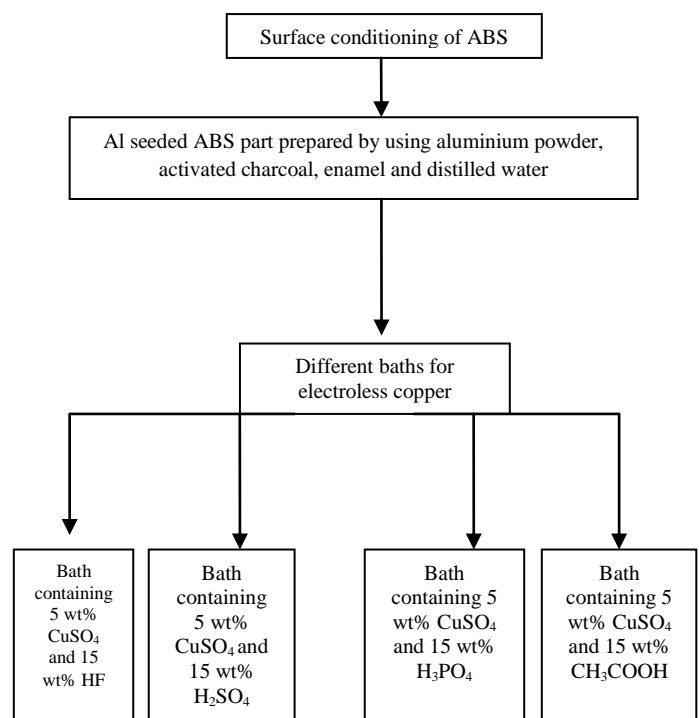 Surface conditioning of ABS
Al seeded ABS part prepared by using aluminium powder,
activated charcoal, enamel and distilled water
Different baths for
electroless copper
Bath
containing
5 wt%
CuSO₄
and 15
wt% HF
Bath
containing
5 wt%
CuSO₄ and
15 wt%
H₂SO₄
Bath
containing 5
wt% CuSO₄
and 15 wt%
H₃PO₄
Bath
containing 5
wt% CuSO₄
and 15 wt%
CH₃COOH